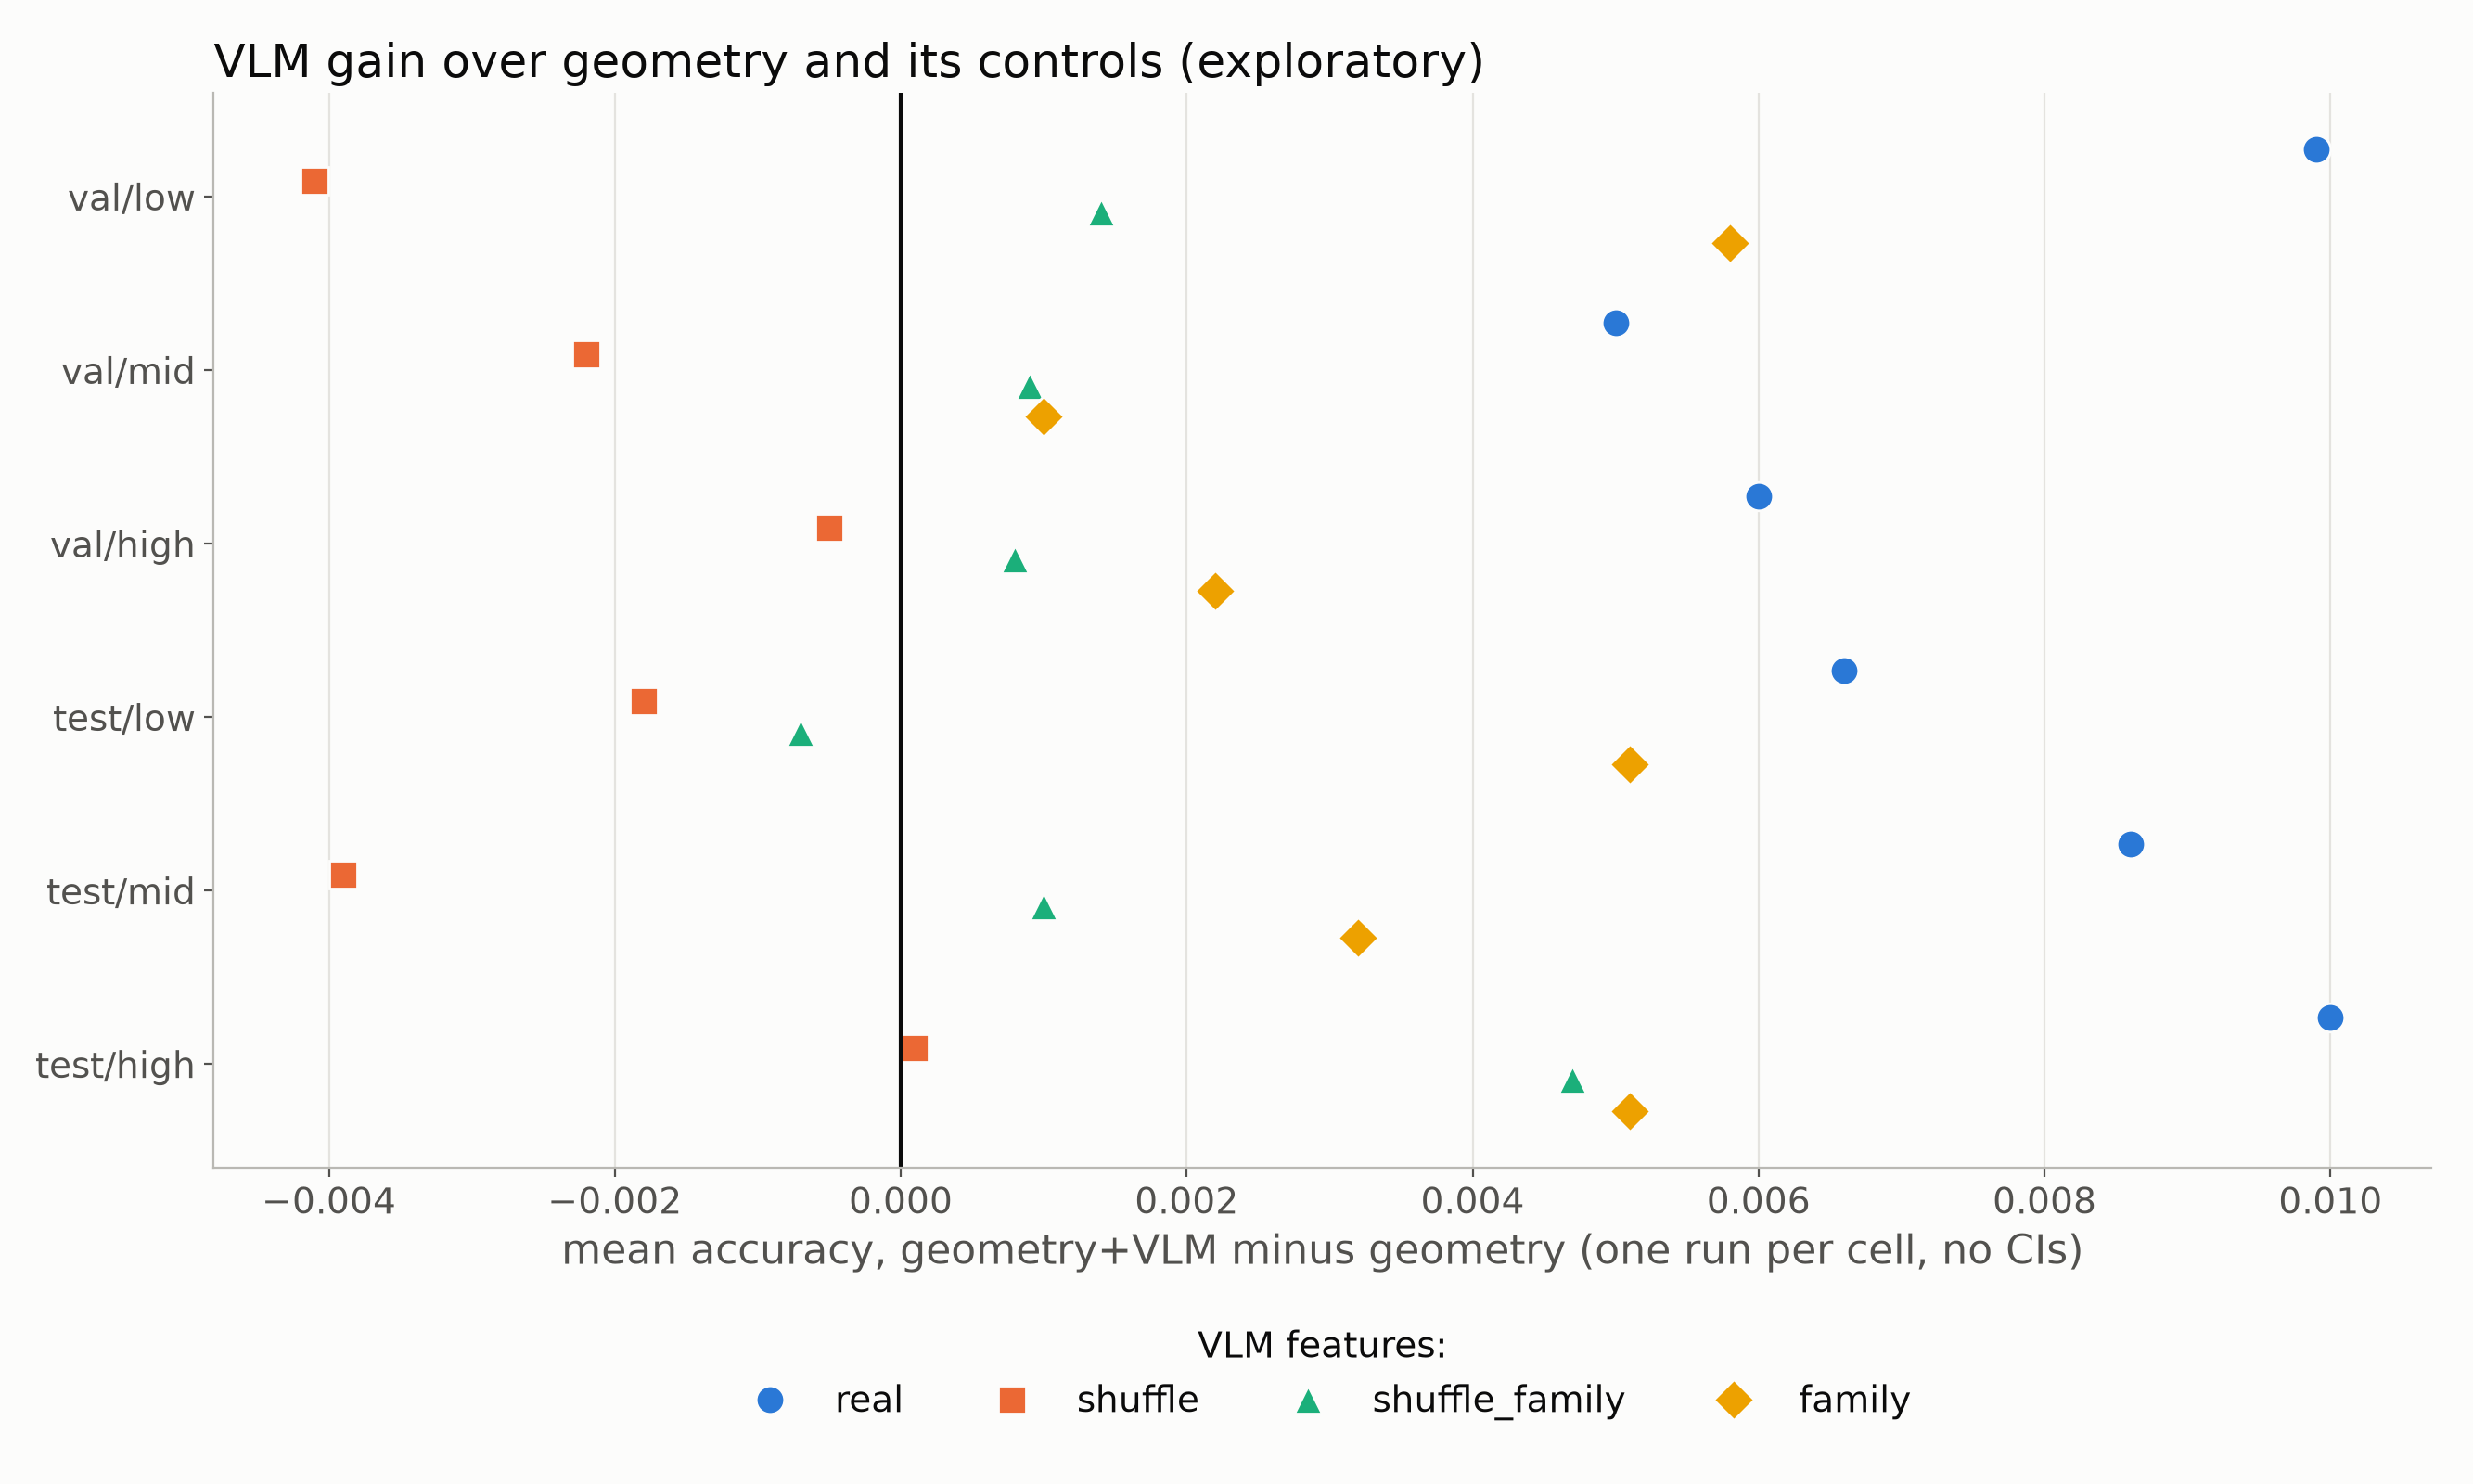 VLM gain over geometry and its controls (exploratory)
val/low
val/mid
val/high
test/low
test/mid
test/high
−0.004 −0.002 0.000 0.002 0.004 0.006 0.008 0.010
mean accuracy, geometry+VLM minus geometry (one run per cell, no CIs)
VLM features:
real shuffle shuffle_family family